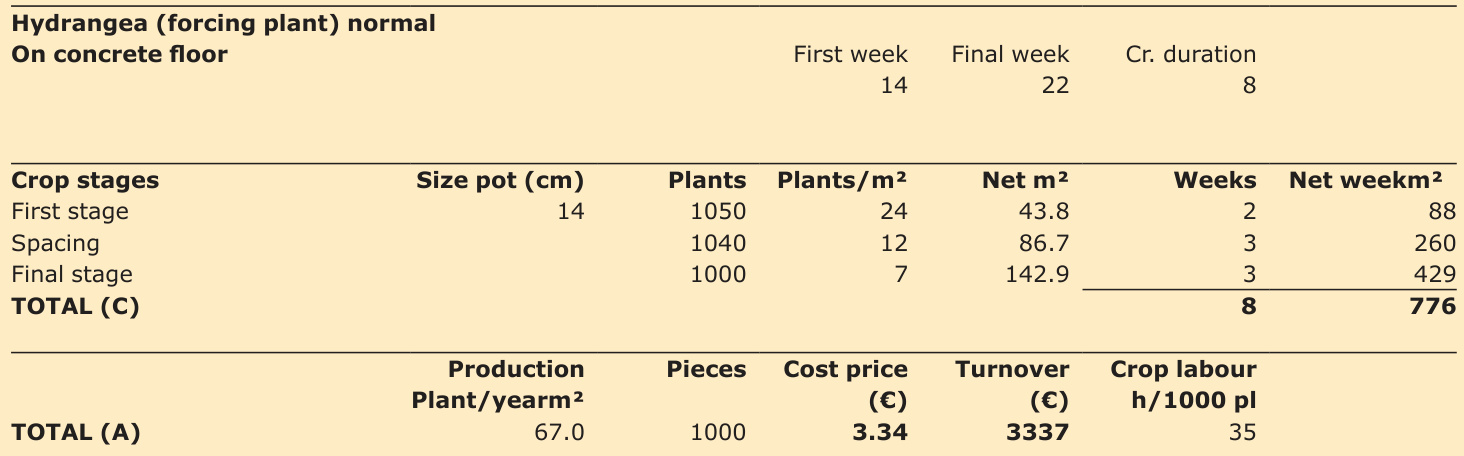 Hydrangea (forcing plant) normal
On concrete floor First week Final week Cr. duration
14 22 8
Crop stages Size pot (cm) Plants Plants/m² Net m² Weeks Net weekm²
First stage 14 1050 24 43.8 2 88
Spacing 1040 12 86.7 3 260
Final stage 1000 7 142.9 3 429
TOTAL (C) 8 776
Production Pieces Cost price Turnover Crop labour
Plant/yearm² (€) (€) h/1000 pl
TOTAL (A) 67.0 1000 3.34 3337 35